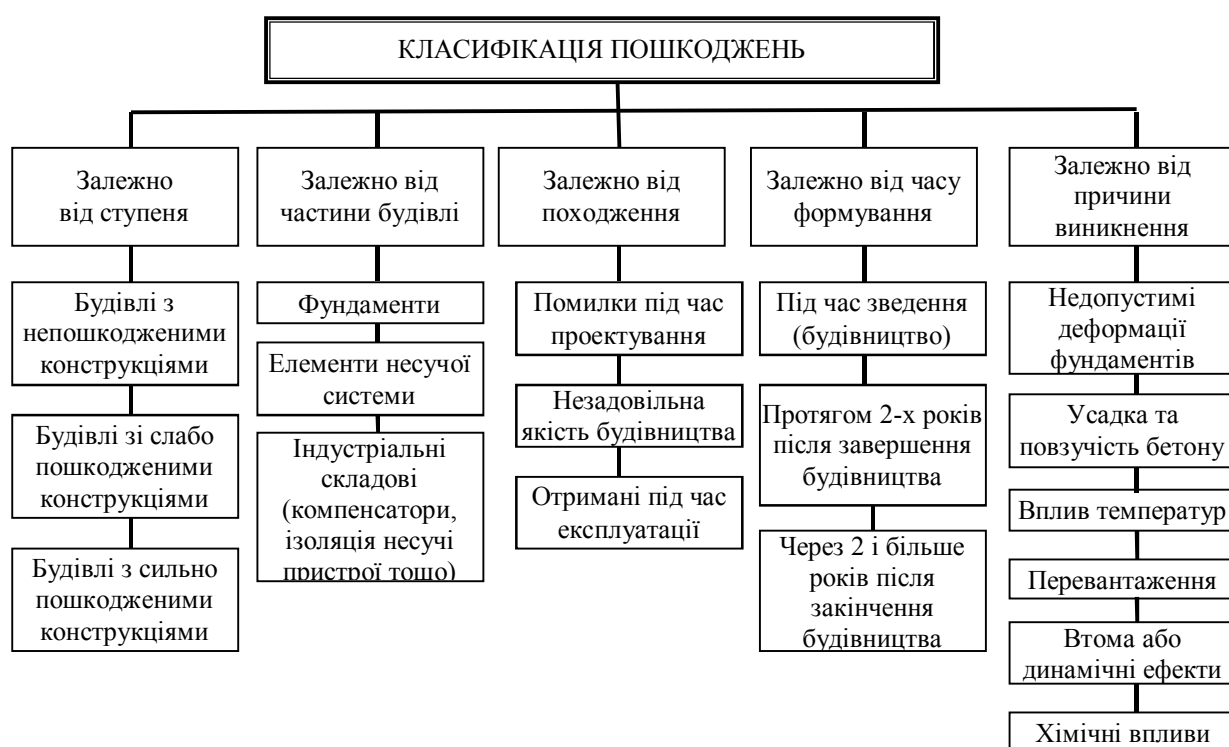 КЛАСИФІКАЦІЯ ПОШКОДЖЕНЬ
Залежно
від ступеня
Будівлі з
непошкодженими
конструкціями
Будівлі зі слабо
пошкодженими
конструкціями
Будівлі з сильно
пошкодженими
конструкціями
Залежно від
частини будівлі
Фундаменти
Елементи несучої
системи
Індустріальні
складові
(компенсатори,
ізоляція несучі
пристрої тощо)
Залежно від
походження
Помилки під час
проектування
Незадовільна
якість будівництва
Отримані під час
експлуатації
Залежно від часу
формування
Під час зведення
(будівництво)
Протягом 2-х років
після завершення
будівництва
Через 2 і більше
років після
закінчення
будівництва
Залежно від
причини
виникнення
Недопустимі
деформації
фундаментів
Усадка та
повзучість бетону
Вплив температур
Перевантаження
Втома або
динамічні ефекти
Хімічні впливи